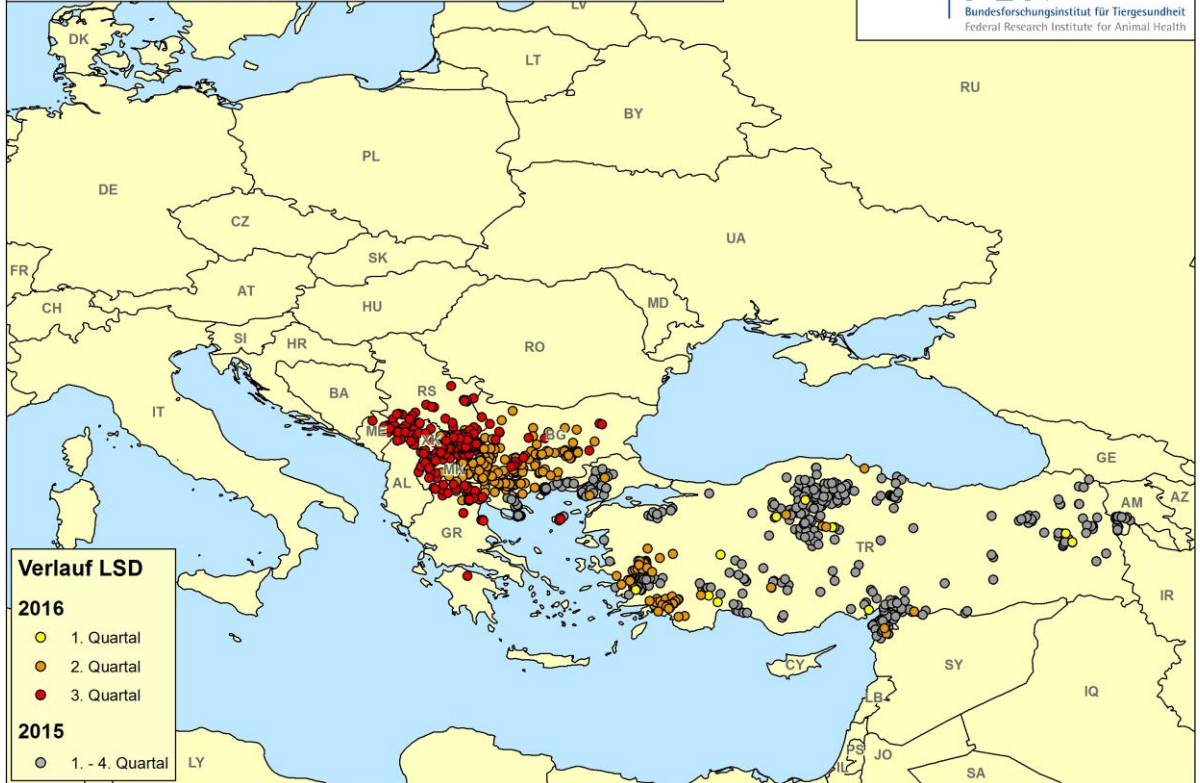 Bundesforschungsinstitut für Tiergesundheit
Federal Research Institute for Animal Health
DK
LT
RU
BY
PL
DE
CZ
UA
SK
FR
AT
MD
HU
CH
SI
HR
RO
BA
RS
IT
ME
XK
BG
MK
GE
AL
AM
AZ
GR
TR
IR
CY
SY
IQ
LB
PS
JO
IL
SA
LY
Verlauf LSD
2016
1. Quartal
2. Quartal
3. Quartal
2015
1. - 4. Quartal